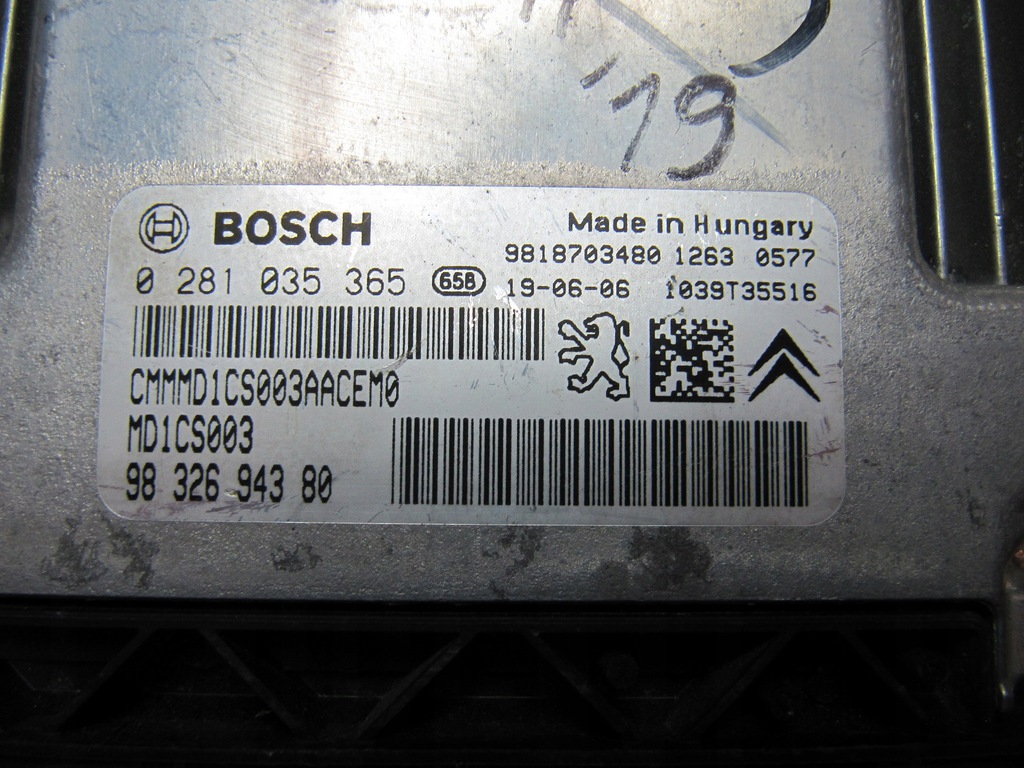 '19
BOSCH
Made in Hungary
9818703480 1263 0577
0 281 035 365 65B 19-06-06 1039T35516
CMMMD1CS003AACEM0
MD1CS003
98 326 943 80